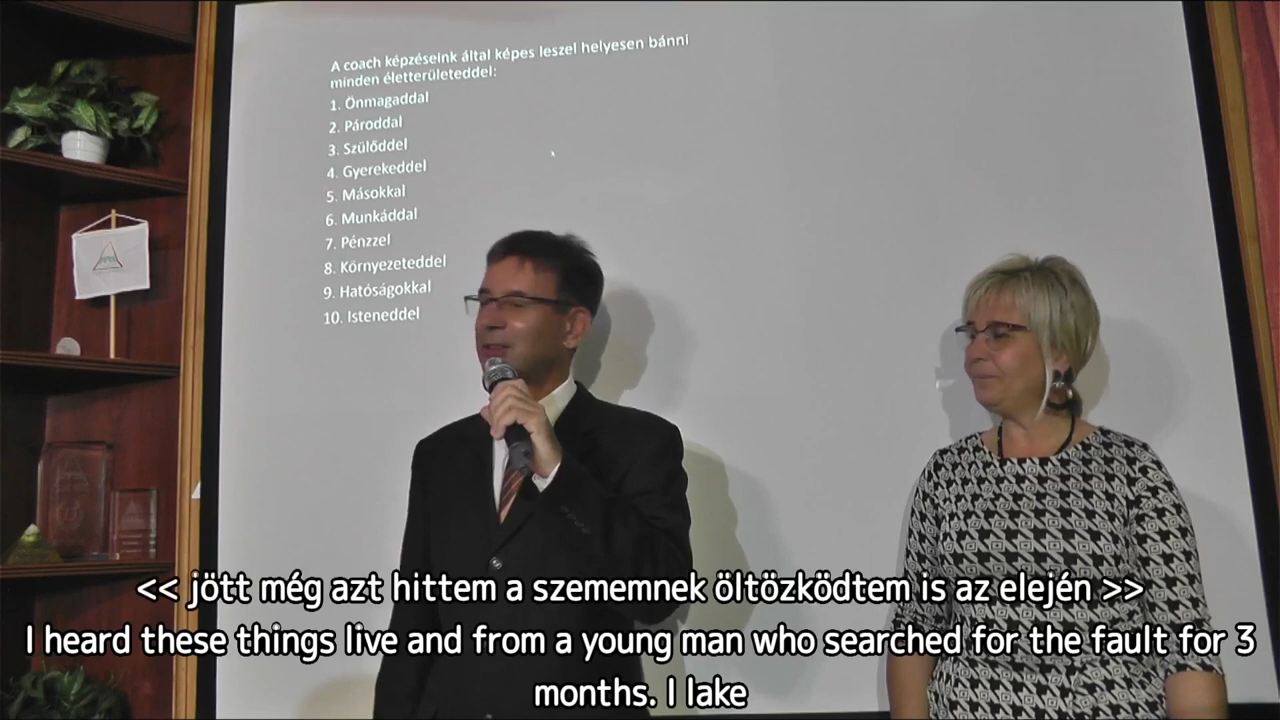 A coach képzéseink által képes leszel helyesen bánni
minden életterületeddel:
1. Önmagaddal
2. Pároddal
3. Szülőddel
4. Gyerekeddel
5. Másokkal
6. Munkáddal
7. Pénzzel
8. Környezeteddel
9. Hatóságokkal
10. Isteneddel
<< jött még azt hittem a szememnek öltözködtem is az elején >>
I heard these things live and from a young man who searched for the fault for 3
months. I lake